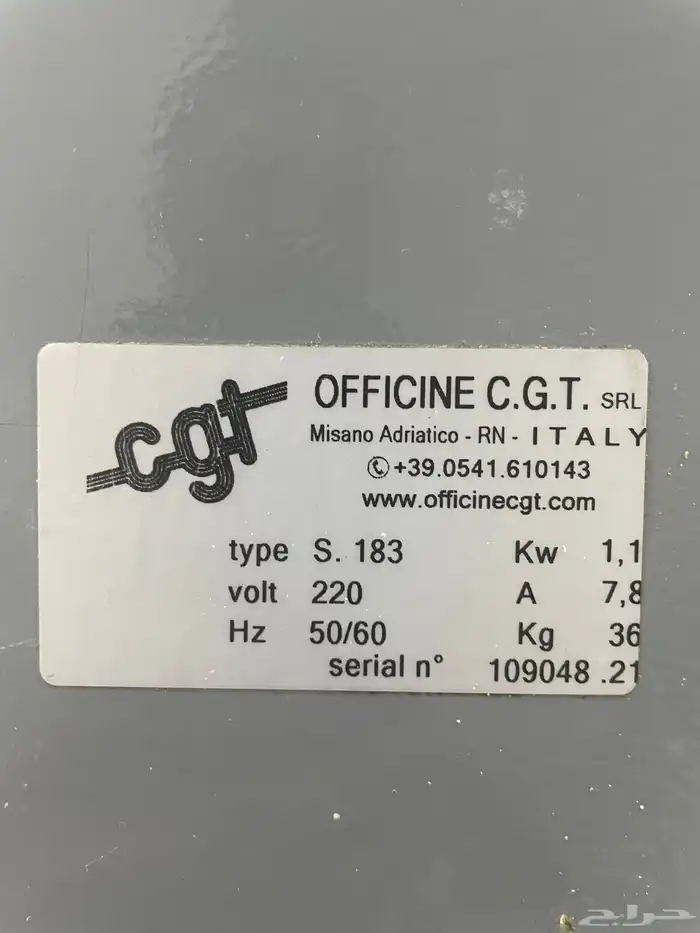 cgt
OFFICINE C.G.T. SRL
Misano Adriatico - RN - ITALY
+39.0541.610143
www.officinecgt.com
type S. 183 Kw 1,1
volt 220 A 7,8
Hz 50/60 Kg 36
serial n° 109048 .21
حراج